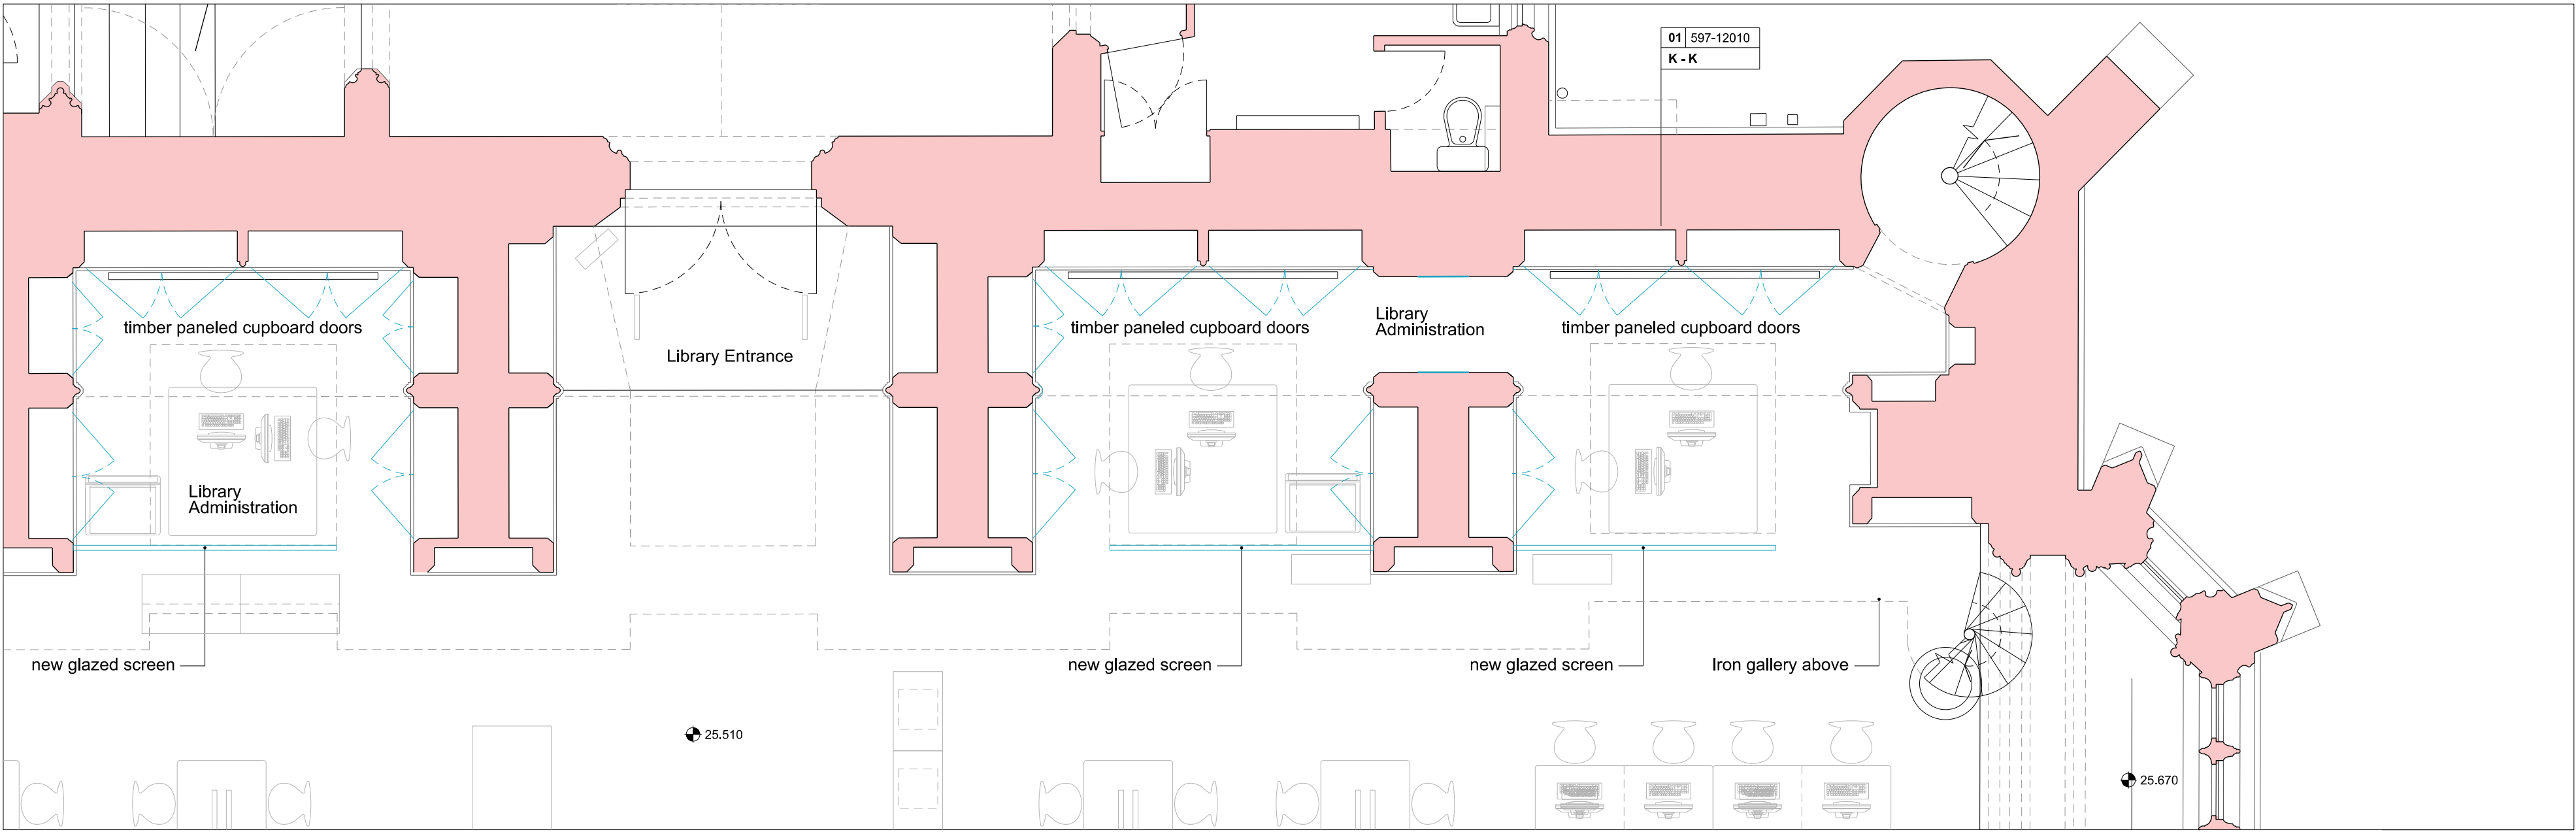 01 597-12010
K - K
timber paneled cupboard doors
Library Entrance
timber paneled cupboard doors
Library
Administration
timber paneled cupboard doors
Library
Administration
new glazed screen
new glazed screen
new glazed screen
Iron gallery above
25.510
25.670